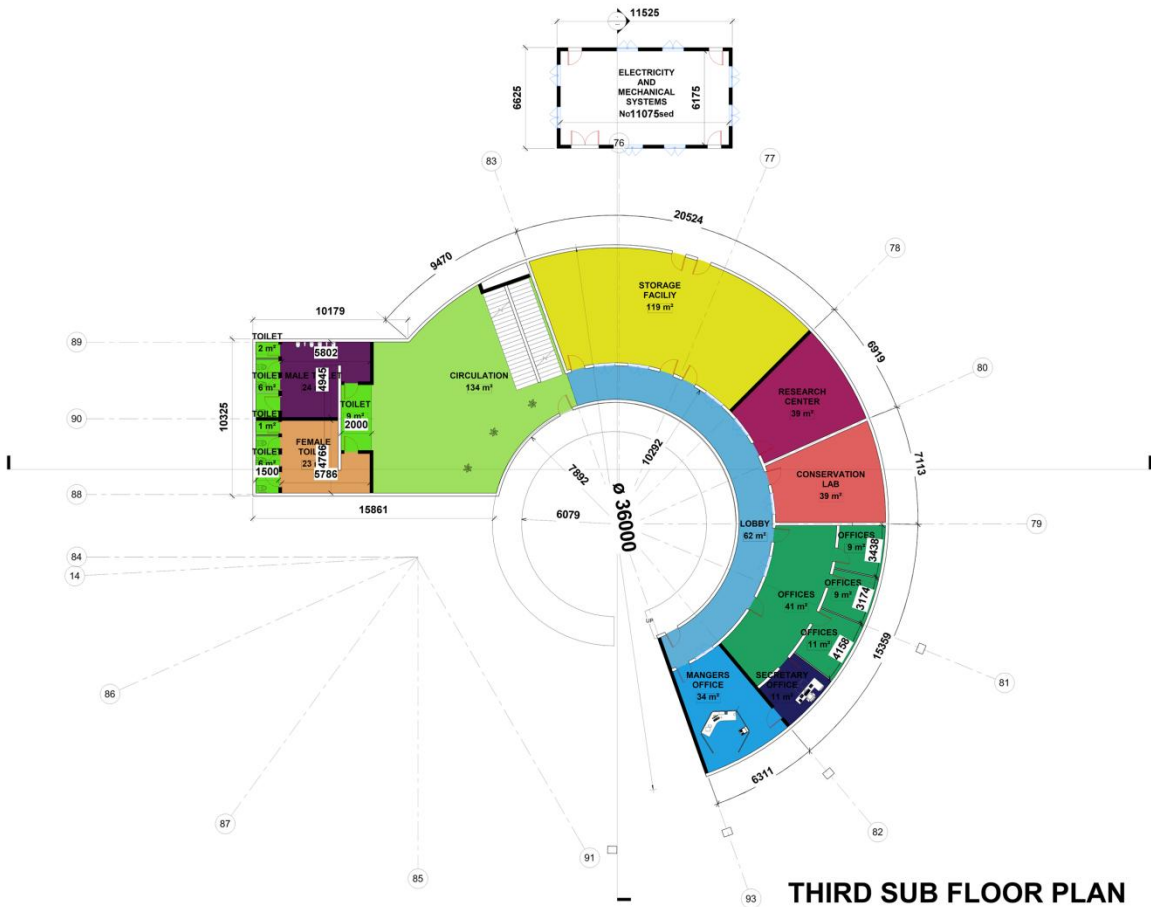 11525
6625
ELECTRICITY
AND
MECHANICAL
SYSTEMS
No11075sed
6175
76
83
77
20524
78
9470
STORAGE
FACILIY
119 m²
10179
89
TOILET
2 m²
5802
6919
TOILET
6 m²
MALE
24
4945
CIRCULATION
134 m²
80
RESEARCH
CENTER
39 m²
10325
90
TOILET
1 m²
TOILET
9 m²
2000
FEMALE
23
4766
5786
TOILET
6 m²
1500
10292
7892
7113
CONSERVATION
LAB
39 m²
88
15861
6079
ø 36000
LOBBY
62 m²
79
OFFICES
9 m²
3438
84
14
OFFICES
9 m²
3174
OFFICES
41 m²
OFFICES
11 m²
4158
15359
UP
81
86
MANGERS
OFFICE
34 m²
SECRETARY
OFFICE
11 m²
6311
87
82
91
85
93
THIRD SUB FLOOR PLAN